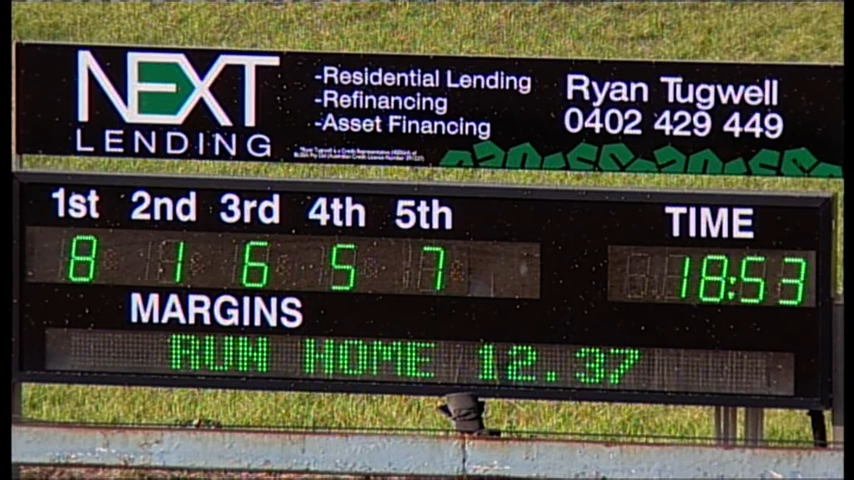 NEXT
LENDING
-Residential Lending
-Refinancing
-Asset Financing
Ryan Tugwell
0402 429 449
1st 2nd 3rd 4th 5th TIME
8 1 6 5 7 18:53
MARGINS
RUN HOME 12.37